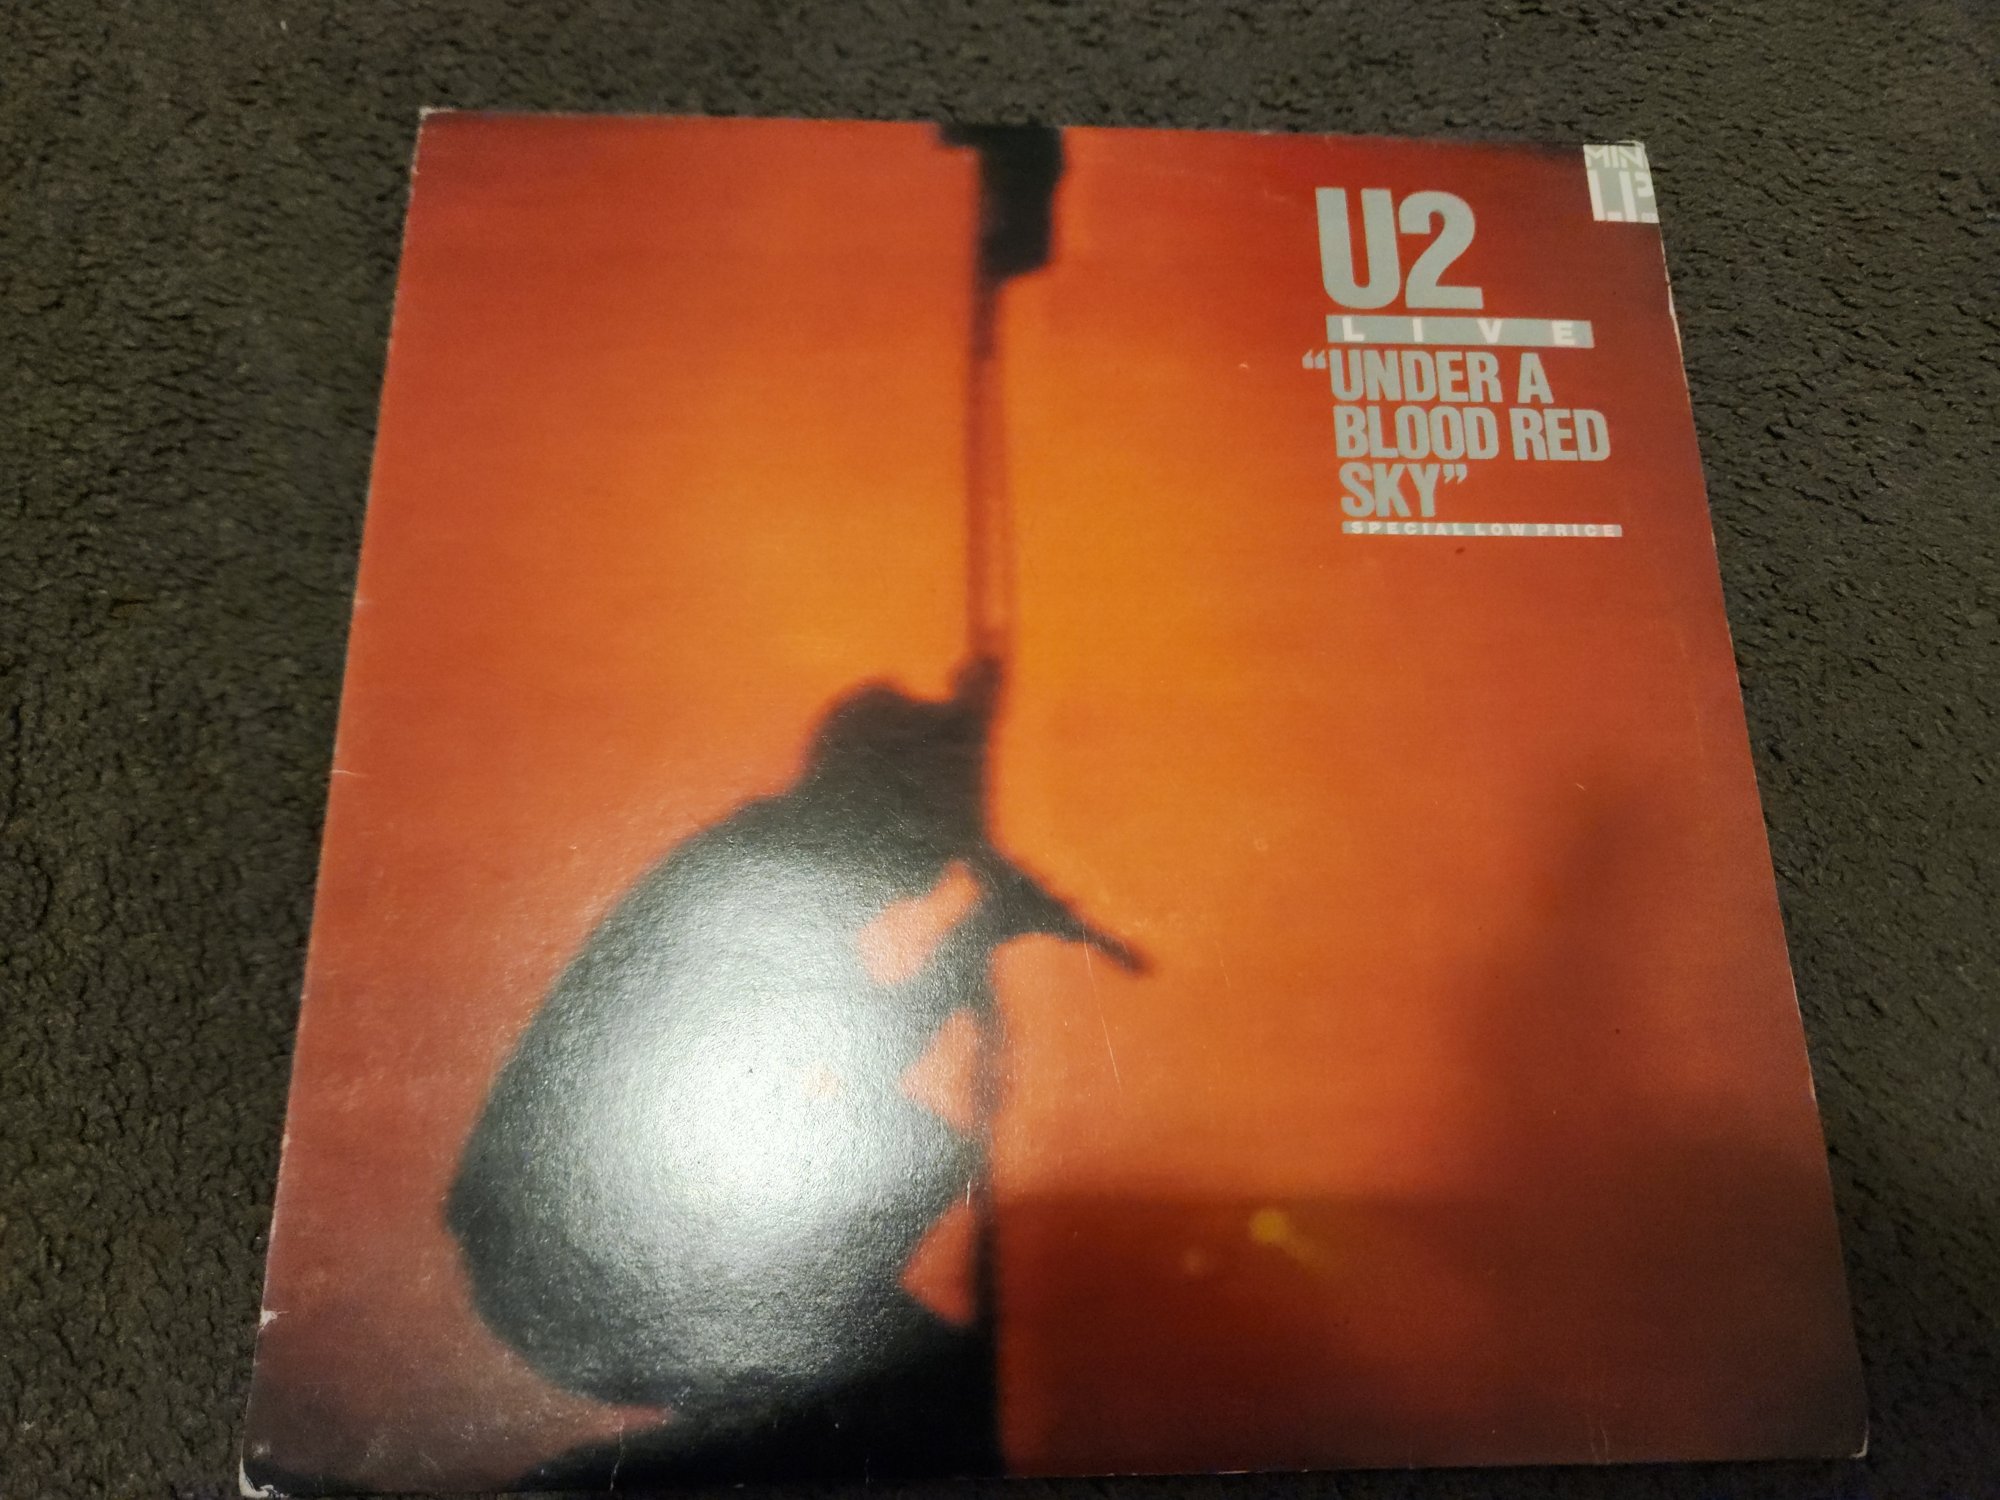 MINI
LP
U2
LIVE
“UNDER A
BLOOD RED
SKY”
SPECIAL LOW PRICE